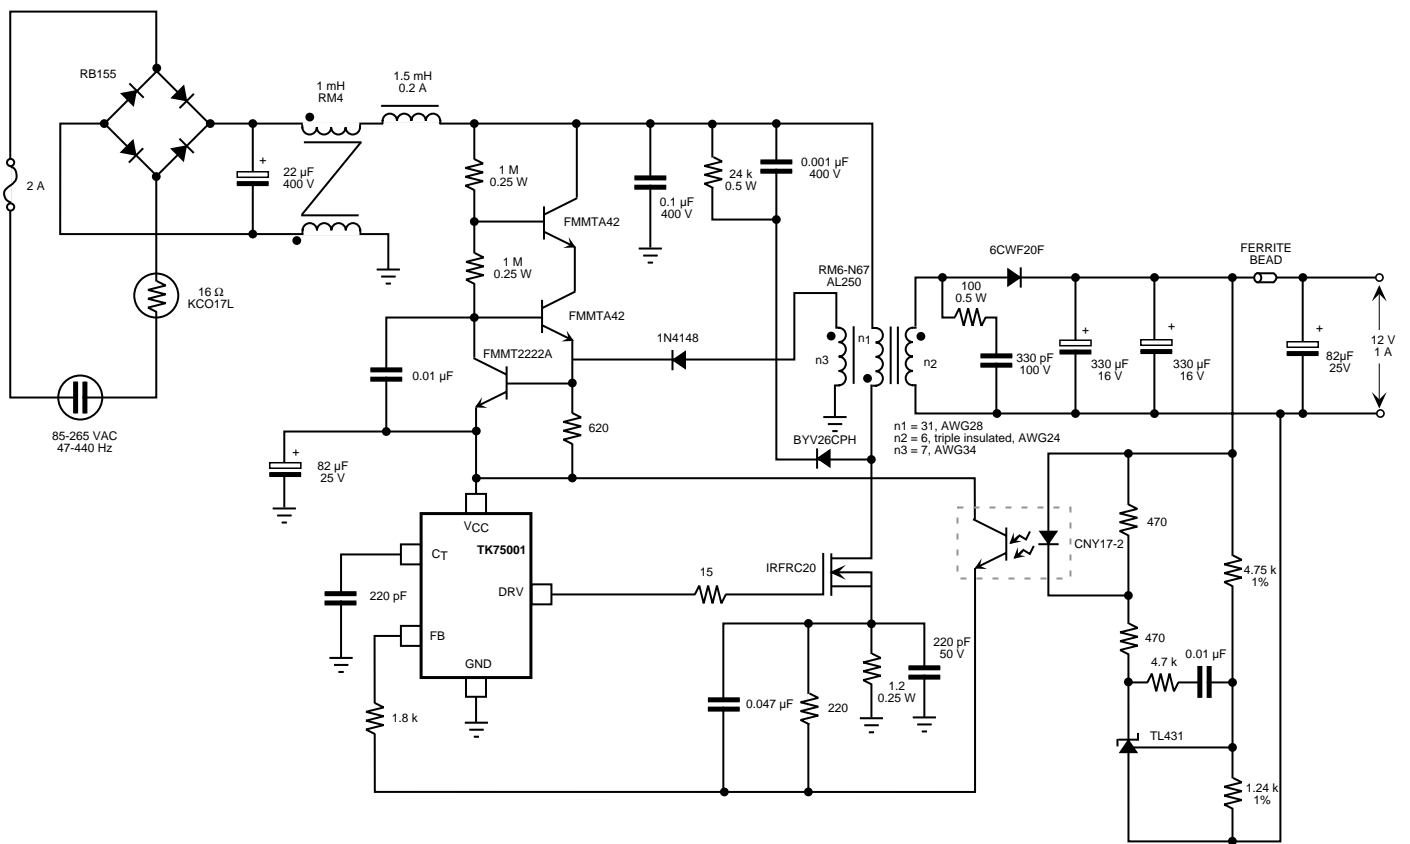 RB155
1 mH
RM4
1.5 mH
0.2 A
2 A
+
22 µF
400 V
1 M
0.25 W
FMMTA42
1 M
0.25 W
0.1 µF
400 V
24 k
0.5 W
0.001 µF
400 V
16 Ω
KCO17L
85-265 VAC
47-440 Hz
0.01 µF
FMMTA42
FMMT2222A
1N4148
620
+
82 µF
25 V
RM6-N67
AL250
n3
n1
n2
n1 = 31, AWG28
n2 = 6, triple insulated, AWG24
n3 = 7, AWG34
BYV26CPH
6CWF20F
100
0.5 W
330 pF
100 V
+
330 µF
16 V
+
330 µF
16 V
FERRITE
BEAD
+
82µF
25V
12 V
1 A
VCC
TK75001
CT
DRV
FB
GND
220 pF
1.8 k
15
IRFRC20
0.047 µF
220
1.2
0.25 W
220 pF
50 V
CNY17-2
470
470
4.75 k
1%
4.7 k
0.01 µF
TL431
1.24 k
1%